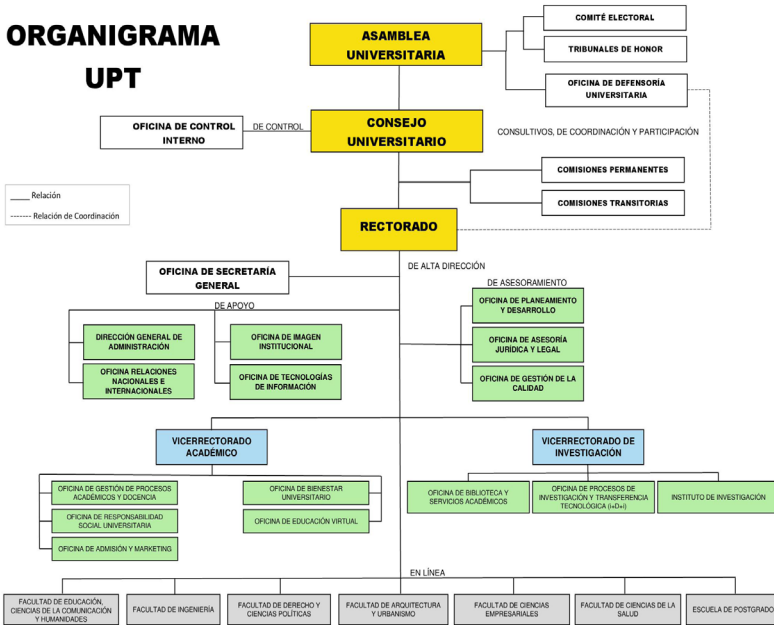 ORGANIGRAMA
UPT
ASAMBLEA
UNIVERSITARIA
COMITÉ ELECTORAL
TRIBUNALES DE HONOR
OFICINA DE DEFENSORÍA
UNIVERSITARIA
OFICINA DE CONTROL
INTERNO
DE CONTROL
CONSEJO
UNIVERSITARIO
CONSULTIVOS, DE COORDINACIÓN Y PARTICIPACIÓN
COMISIONES PERMANENTES
COMISIONES TRANSITORIAS
____ Relación
------- Relación de Coordinación
RECTORADO
DE ALTA DIRECCIÓN
OFICINA DE SECRETARÍA
GENERAL
DE APOYO
DIRECCIÓN GENERAL DE
ADMINISTRACIÓN
OFICINA DE IMAGEN
INSTITUCIONAL
OFICINA RELACIONES
NACIONALES E
INTERNACIONALES
OFICINA DE TECNOLOGÍAS
DE INFORMACIÓN
DE ASESORAMIENTO
OFICINA DE PLANEAMIENTO
Y DESARROLLO
OFICINA DE ASESORÍA
JURÍDICA Y LEGAL
OFICINA DE GESTIÓN DE LA
CALIDAD
VICERRECTORADO
ACADÉMICO
VICERRECTORADO DE
INVESTIGACIÓN
OFICINA DE GESTIÓN DE PROCESOS
ACADÉMICOS Y DOCENCIA
OFICINA DE BIENESTAR
UNIVERSITARIO
OFICINA DE RESPONSABILIDAD
SOCIAL UNIVERSITARIA
OFICINA DE EDUCACIÓN VIRTUAL
OFICINA DE ADMISIÓN Y MARKETING
OFICINA DE BIBLIOTECA Y
SERVICIOS ACADÉMICOS
OFICINA DE PROCESOS DE
INVESTIGACIÓN Y TRANSFERENCIA
TECNOLÓGICA (I+D+i)
INSTITUTO DE INVESTIGACIÓN
EN LÍNEA
FACULTAD DE EDUCACIÓN,
CIENCIAS DE LA COMUNICACIÓN
Y HUMANIDADES
FACULTAD DE INGENIERÍA
FACULTAD DE DERECHO Y
CIENCIAS POLÍTICAS
FACULTAD DE ARQUITECTURA
Y URBANISMO
FACULTAD DE CIENCIAS
EMPRESARIALES
FACULTAD DE CIENCIAS DE LA
SALUD
ESCUELA DE POSTGRADO